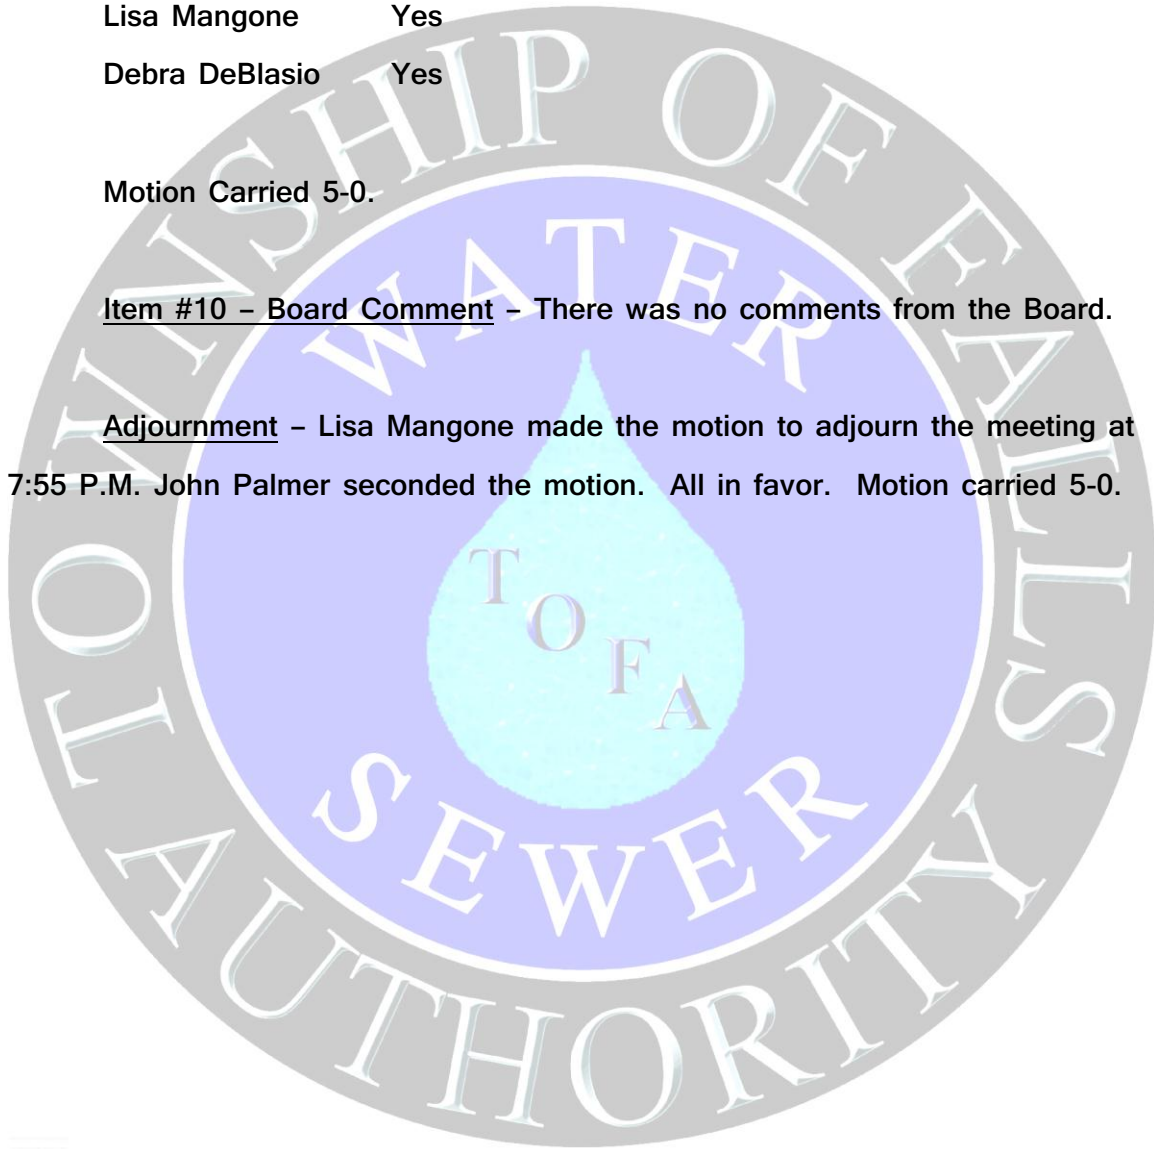 Lisa Mangone Yes
Debra DeBlasio Yes
Motion Carried 5-0.
Item #10 – Board Comment – There was no comments from the Board.
Adjournment – Lisa Mangone made the motion to adjourn the meeting at
7:55 P.M. John Palmer seconded the motion. All in favor. Motion carried 5-0.
TOWNSHIP OF FALLS
WATER
TOFA
SEWER
AUTHORITY